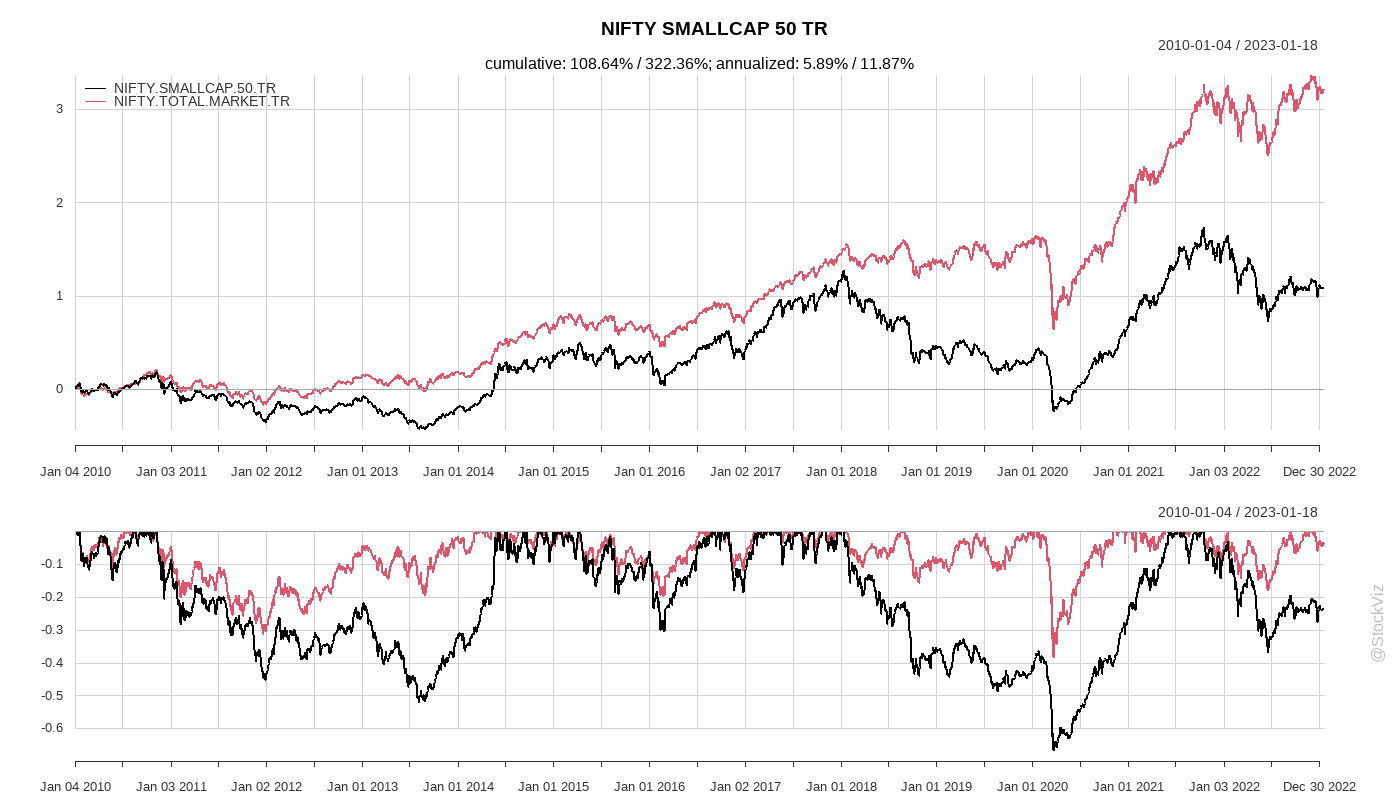 NIFTY SMALLCAP 50 TR
2010-01-04 / 2023-01-18
cumulative: 108.64% / 322.36%; annualized: 5.89% / 11.87%
NIFTY.SMALLCAP.50.TR
NIFTY.TOTAL.MARKET.TR
3
2
1
0
Jan 04 2010 Jan 03 2011 Jan 02 2012 Jan 01 2013 Jan 01 2014 Jan 01 2015 Jan 01 2016 Jan 02 2017 Jan 01 2018 Jan 01 2019 Jan 01 2020 Jan 01 2021 Jan 03 2022 Dec 30 2022
2010-01-04 / 2023-01-18
-0.1
-0.2
-0.3
-0.4
-0.5
-0.6
Jan 04 2010 Jan 03 2011 Jan 02 2012 Jan 01 2013 Jan 01 2014 Jan 01 2015 Jan 01 2016 Jan 02 2017 Jan 01 2018 Jan 01 2019 Jan 01 2020 Jan 01 2021 Jan 03 2022 Dec 30 2022
@StockViz